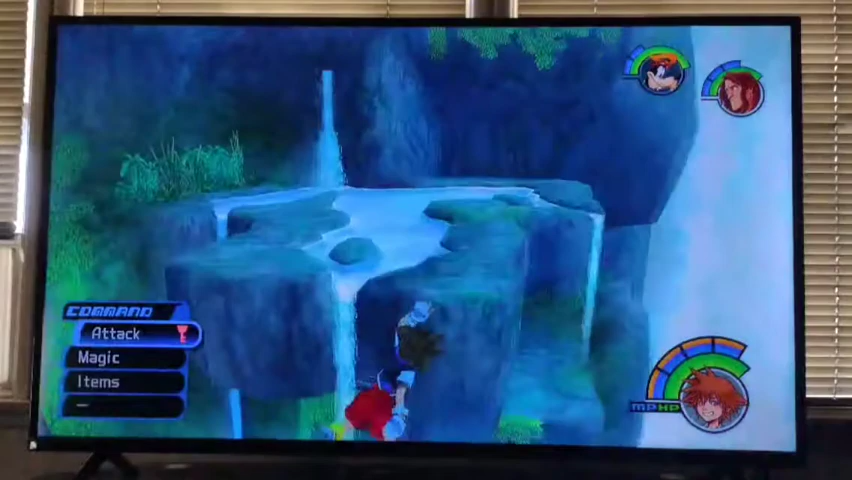 COMMAND
Attack
Magic
Items
MP HP